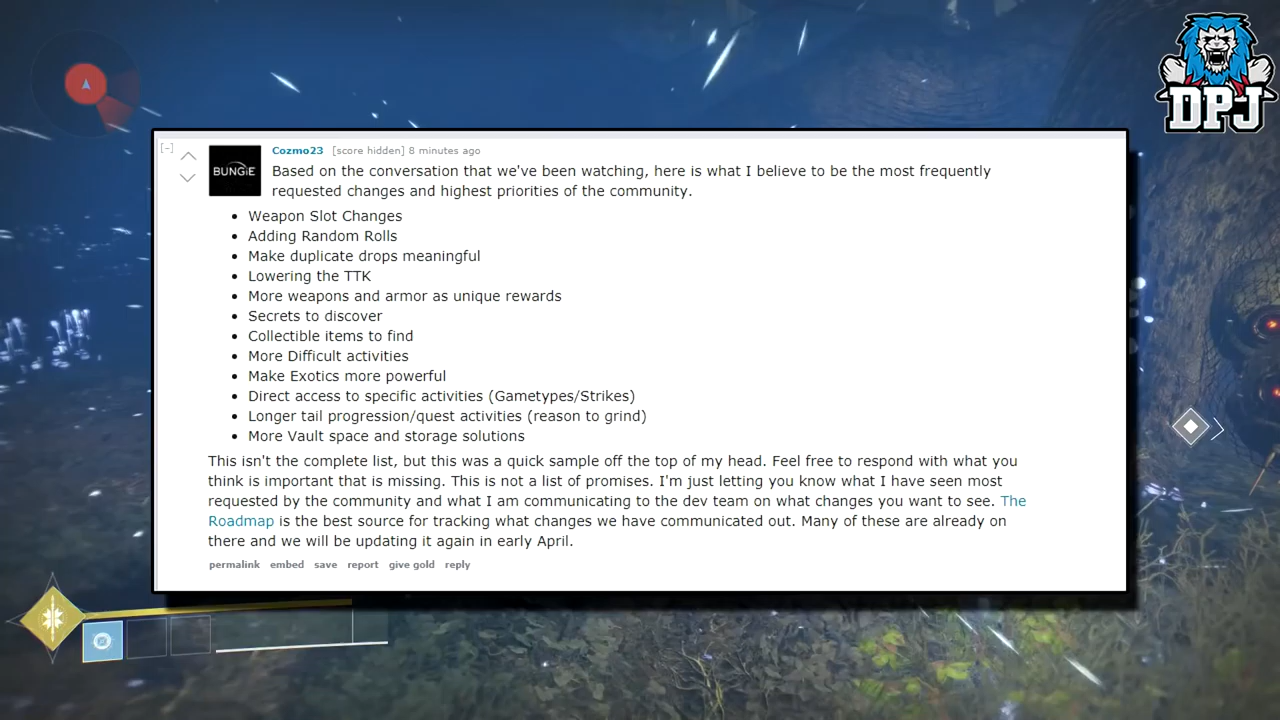 DPJ
[-]
BUNGiE
Cozmo23 [score hidden] 8 minutes ago
Based on the conversation that we've been watching, here is what I believe to be the most frequently
requested changes and highest priorities of the community.
• Weapon Slot Changes
• Adding Random Rolls
• Make duplicate drops meaningful
• Lowering the TTK
• More weapons and armor as unique rewards
• Secrets to discover
• Collectible items to find
• More Difficult activities
• Make Exotics more powerful
• Direct access to specific activities (Gametypes/Strikes)
• Longer tail progression/quest activities (reason to grind)
• More Vault space and storage solutions
This isn't the complete list, but this was a quick sample off the top of my head. Feel free to respond with what you
think is important that is missing. This is not a list of promises. I'm just letting you know what I have seen most
requested by the community and what I am communicating to the dev team on what changes you want to see. The
Roadmap is the best source for tracking what changes we have communicated out. Many of these are already on
there and we will be updating it again in early April.
permalink embed save report give gold reply